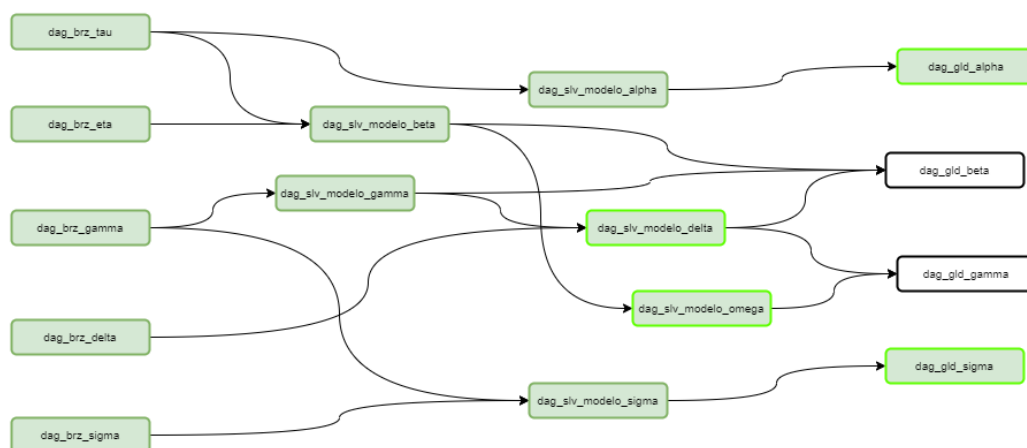 dag_brz_tau
dag_gld_alpha
dag_slv_modelo_alpha
dag_brz_eta
dag_slv_modelo_beta
dag_gld_beta
dag_slv_modelo_gamma
dag_brz_gamma
dag_slv_modelo_delta
dag_gld_gamma
dag_slv_modelo_omega
dag_brz_delta
dag_gld_sigma
dag_slv_modelo_sigma
dag_brz_sigma